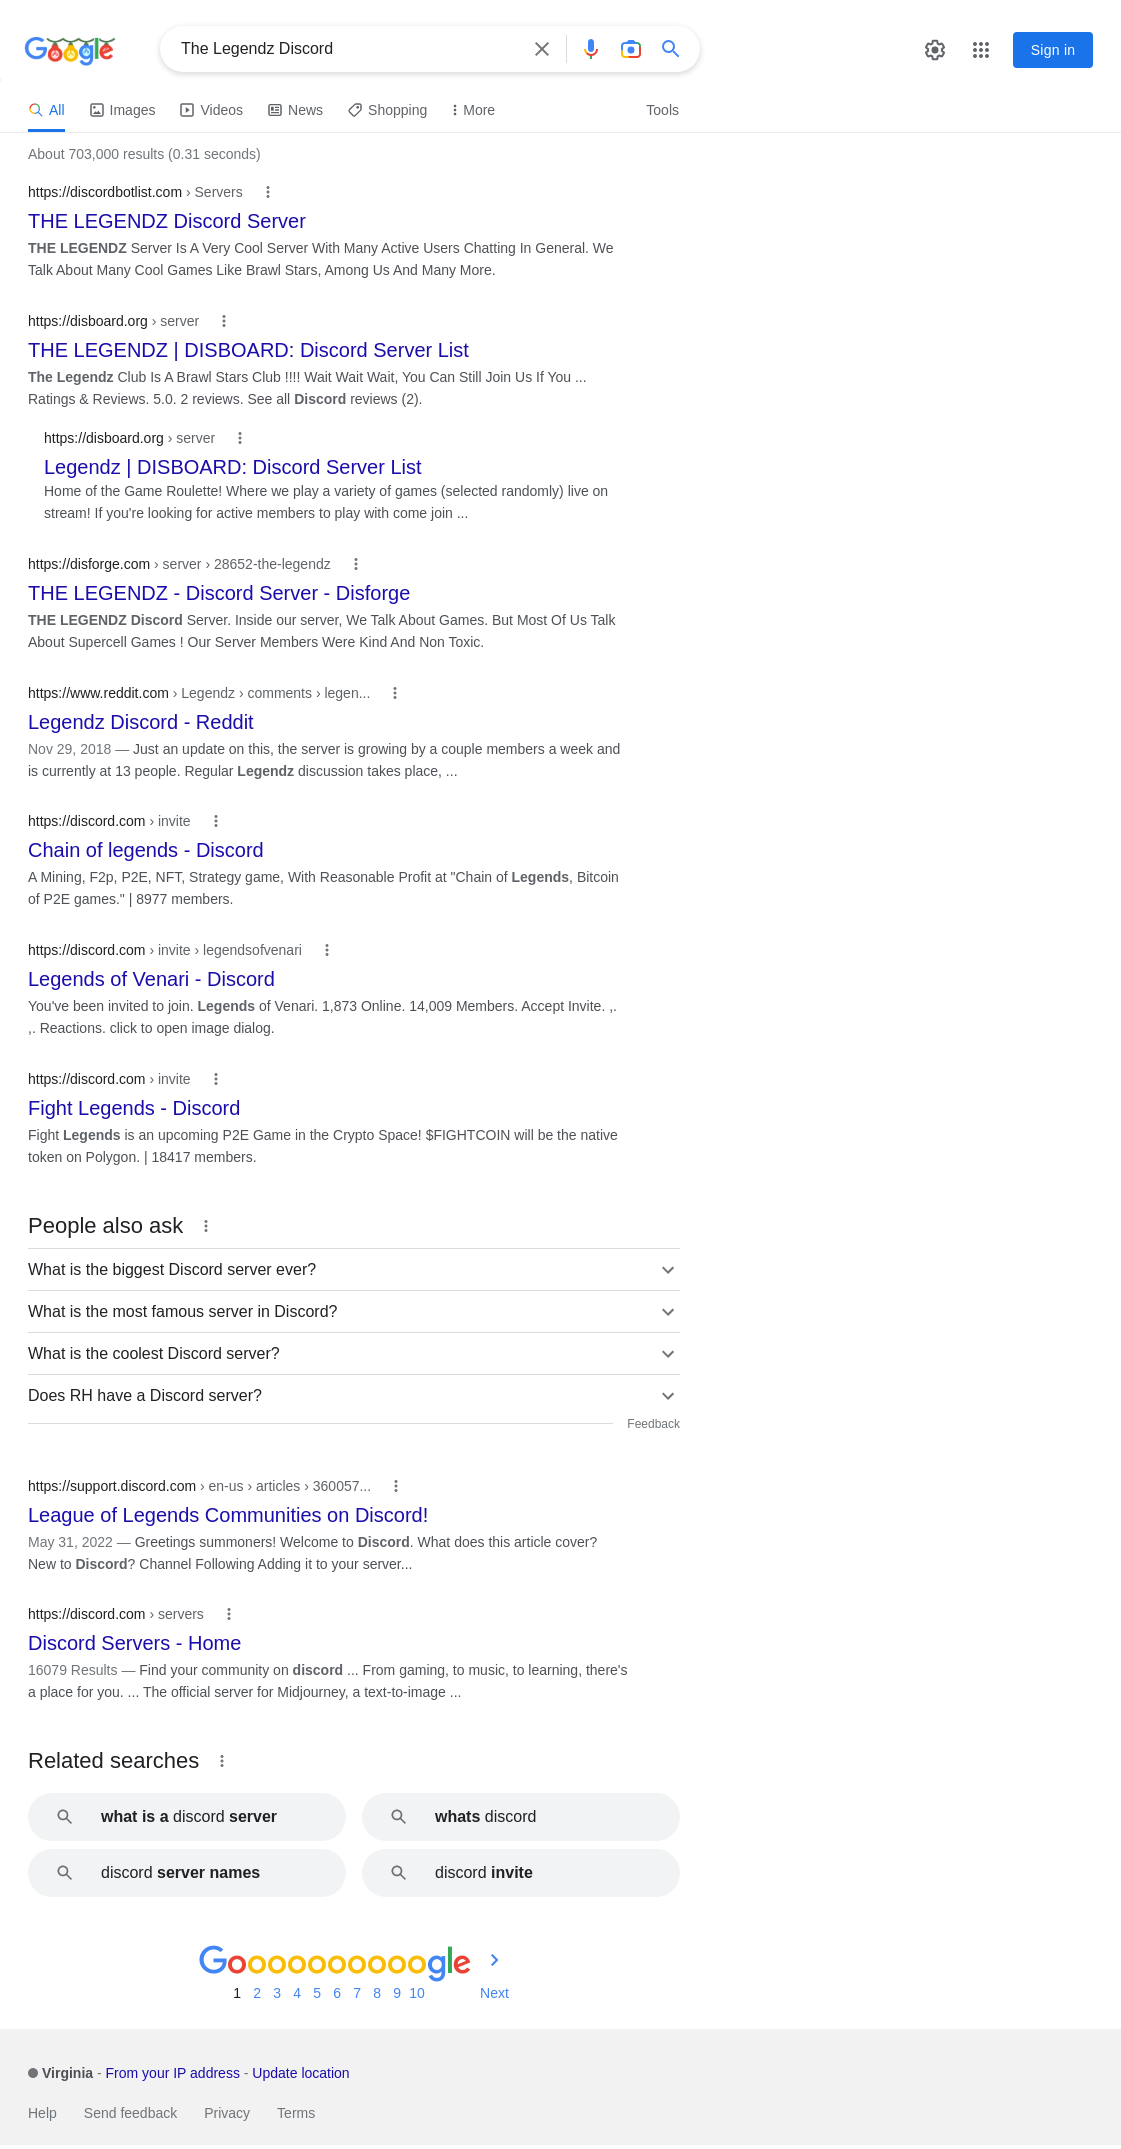 Google
The Legendz Discord
Sign in
All Images Videos News Shopping More Tools
About 703,000 results (0.31 seconds)
https://discordbotlist.com › Servers
THE LEGENDZ Discord Server
THE LEGENDZ Server Is A Very Cool Server With Many Active Users Chatting In General. We
Talk About Many Cool Games Like Brawl Stars, Among Us And Many More.
https://disboard.org › server
THE LEGENDZ | DISBOARD: Discord Server List
The Legendz Club Is A Brawl Stars Club !!!! Wait Wait Wait, You Can Still Join Us If You ...
Ratings & Reviews. 5.0. 2 reviews. See all Discord reviews (2).
https://disboard.org › server
Legendz | DISBOARD: Discord Server List
Home of the Game Roulette! Where we play a variety of games (selected randomly) live on
stream! If you're looking for active members to play with come join ...
https://disforge.com › server › 28652-the-legendz
THE LEGENDZ - Discord Server - Disforge
THE LEGENDZ Discord Server. Inside our server, We Talk About Games. But Most Of Us Talk
About Supercell Games ! Our Server Members Were Kind And Non Toxic.
https://www.reddit.com › Legendz › comments › legen...
Legendz Discord - Reddit
Nov 29, 2018 — Just an update on this, the server is growing by a couple members a week and
is currently at 13 people. Regular Legendz discussion takes place, ...
https://discord.com › invite
Chain of legends - Discord
A Mining, F2p, P2E, NFT, Strategy game, With Reasonable Profit at "Chain of Legends, Bitcoin
of P2E games." | 8977 members.
https://discord.com › invite › legendsofvenari
Legends of Venari - Discord
You've been invited to join. Legends of Venari. 1,873 Online. 14,009 Members. Accept Invite. ,.
,. Reactions. click to open image dialog.
https://discord.com › invite
Fight Legends - Discord
Fight Legends is an upcoming P2E Game in the Crypto Space! $FIGHTCOIN will be the native
token on Polygon. | 18417 members.
People also ask
What is the biggest Discord server ever?
What is the most famous server in Discord?
What is the coolest Discord server?
Does RH have a Discord server?
Feedback
https://support.discord.com › en-us › articles › 360057...
League of Legends Communities on Discord!
May 31, 2022 — Greetings summoners! Welcome to Discord. What does this article cover?
New to Discord? Channel Following Adding it to your server...
https://discord.com › servers
Discord Servers - Home
16079 Results — Find your community on discord ... From gaming, to music, to learning, there's
a place for you. ... The official server for Midjourney, a text-to-image ...
Related searches
what is a discord server
whats discord
discord server names
discord invite
Goooooooooogle
1 2 3 4 5 6 7 8 9 10 Next
Virginia - From your IP address - Update location
Help Send feedback Privacy Terms